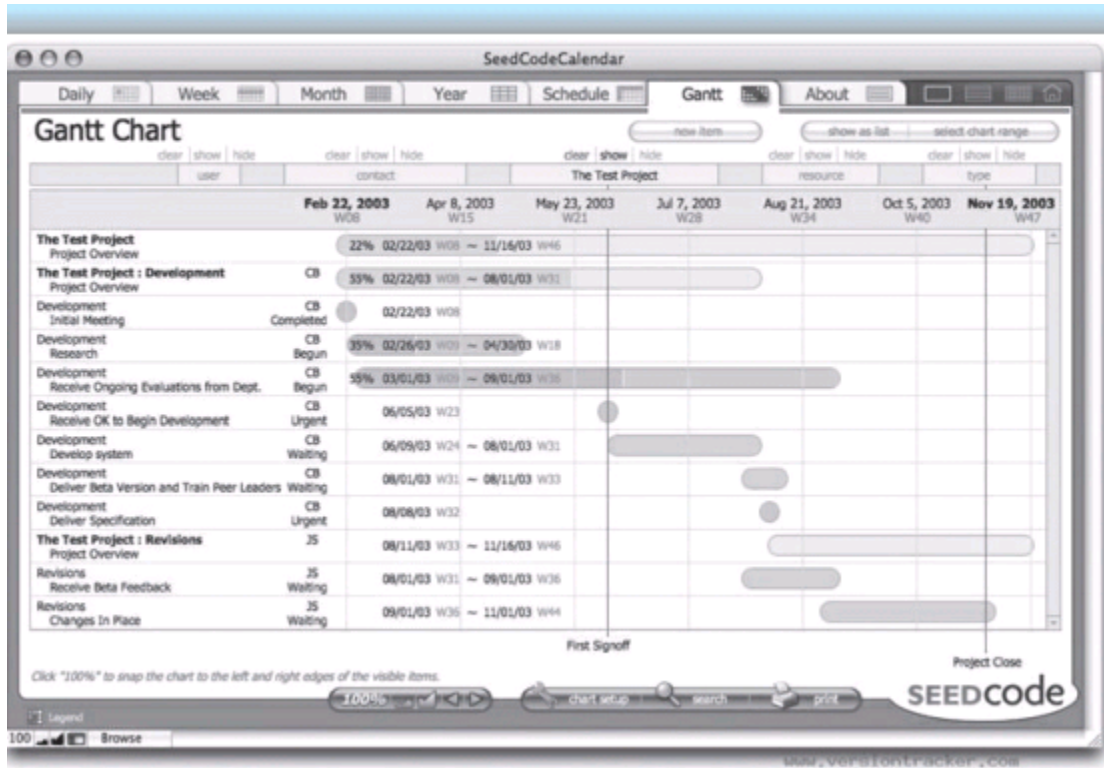 SeedCodeCalendar
Daily Week Month Year Schedule Gantt About
Gantt Chart
new item show as list select chart range
clear show hide clear show hide clear show hide clear show hide clear show hide
user contact The Test Project resource type
Feb 22, 2003 Apr 8, 2003 May 23, 2003 Jul 7, 2003 Aug 21, 2003 Oct 5, 2003 Nov 19, 2003
W08 W15 W21 W28 W34 W40 W47
The Test Project 22% 02/22/03 W08 ~ 11/16/03 W46
Project Overview
The Test Project : Development CB 55% 02/22/03 W08 ~ 08/01/03 W31
Project Overview
Development CB 02/22/03 W08
Initial Meeting Completed
Development CB 35% 02/26/03 W09 ~ 04/30/03 W18
Research Begun
Development CB 55% 03/01/03 W09 ~ 09/01/03 W36
Receive Ongoing Evaluations from Dept. Begun
Development CB 06/05/03 W23
Receive OK to Begin Development Urgent
Development CB 06/09/03 W24 ~ 08/01/03 W31
Develop system Waiting
Development CB 08/01/03 W31 ~ 08/11/03 W33
Deliver Beta Version and Train Peer Leaders Waiting
Development CB 08/08/03 W32
Deliver Specification Urgent
The Test Project : Revisions JS 08/11/03 W33 ~ 11/16/03 W46
Project Overview
Revisions JS 08/01/03 W31 ~ 09/01/03 W36
Receive Beta Feedback Waiting
Revisions JS 09/01/03 W36 ~ 11/01/03 W44
Changes In Place Waiting
First Signoff
Project Close
Click "100%" to snap the chart to the left and right edges of the visible items.
100% chart setup search print
SEEDCODE
Legend
100 Browse
www.versiontracker.com